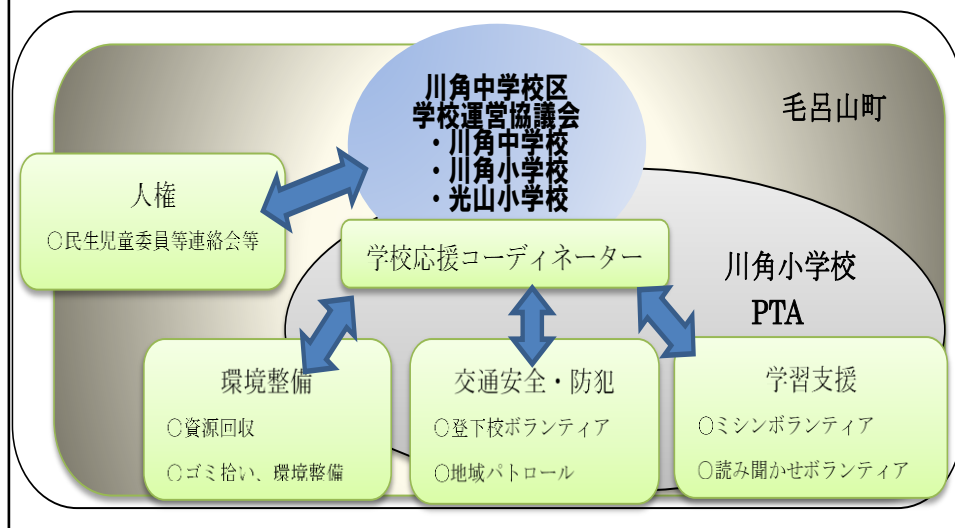 川角中学校区
学校運営協議会
・川角中学校
・川角小学校
・光山小学校
毛呂山町
人権
○民生児童委員等連絡会等
学校応援コーディネーター
川角小学校
PTA
環境整備
○資源回収
○ゴミ拾い、環境整備
交通安全・防犯
○登下校ボランティア
○地域パトロール
学習支援
○ミシンボランティア
○読み聞かせボランティア